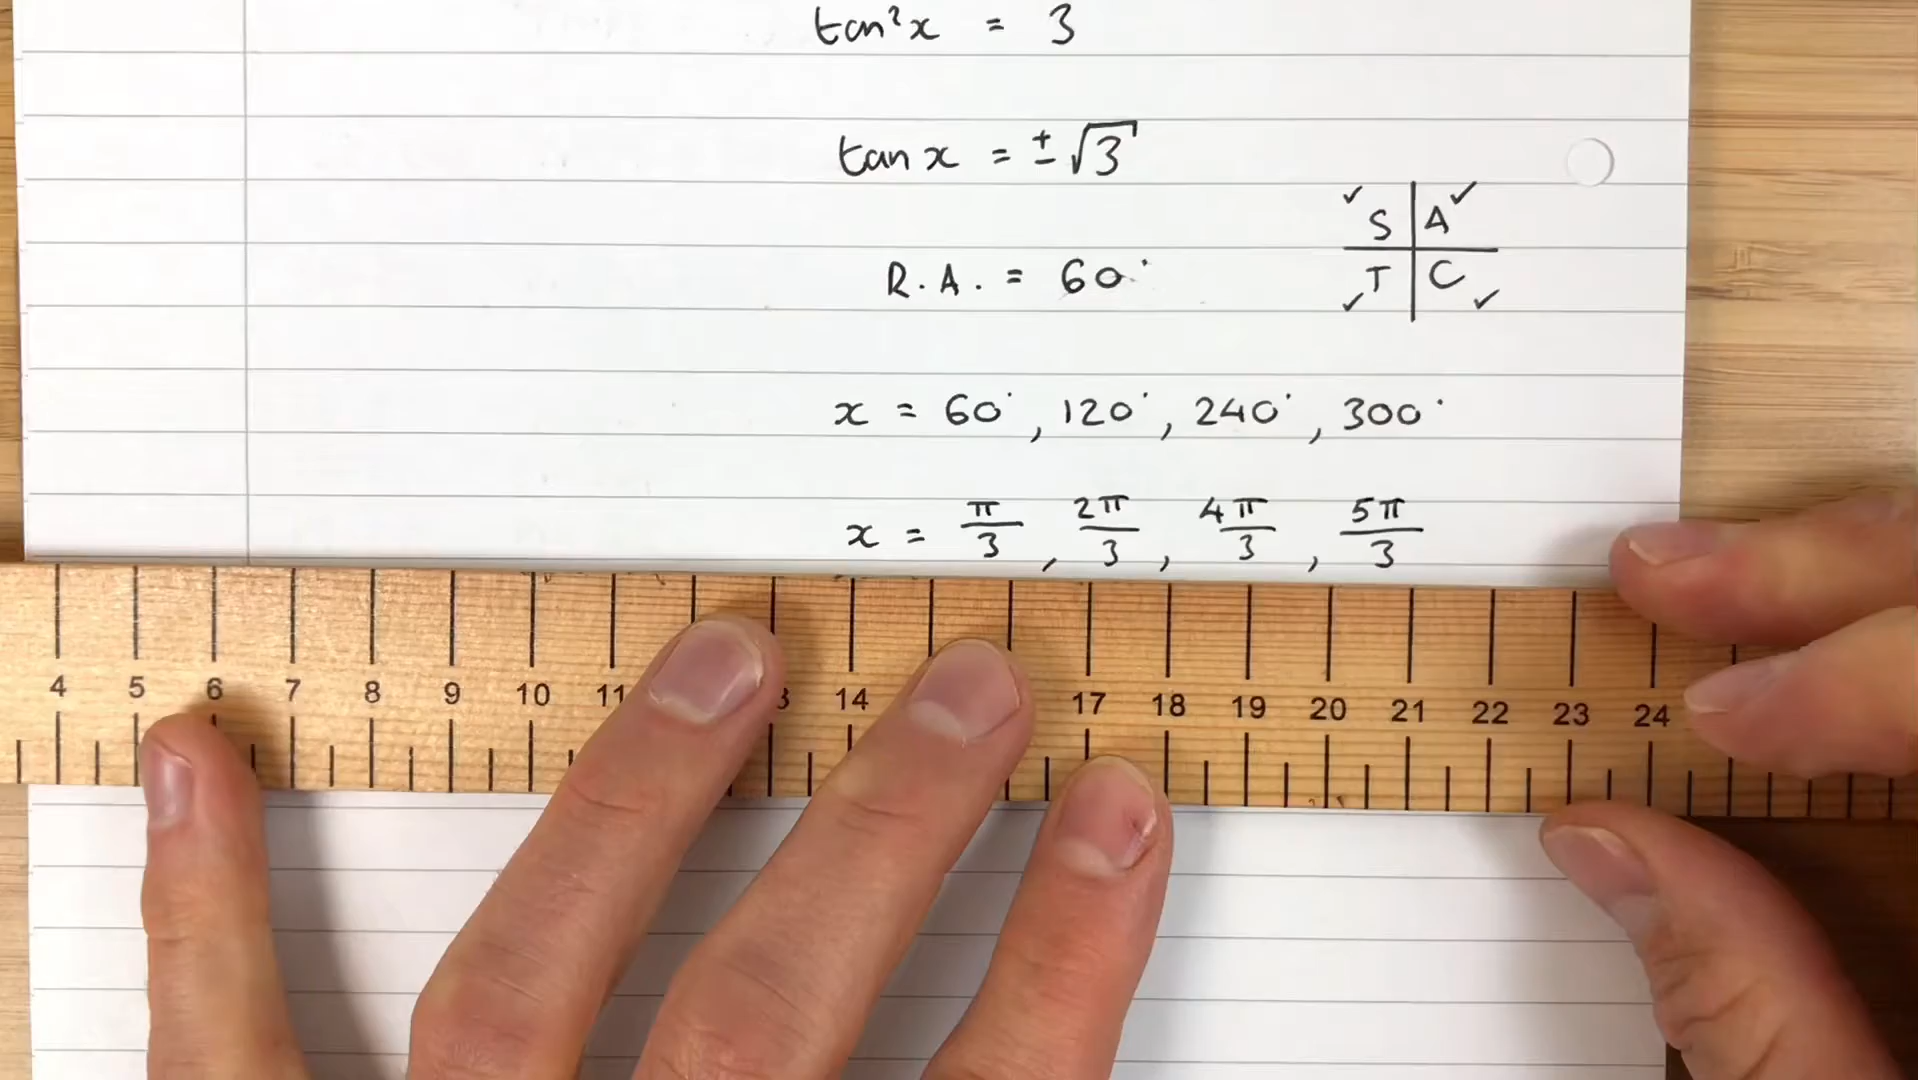 tan²x = 3
tan x = ±√3
S A
T C
R.A. = 60°
x = 60°, 120°, 240°, 300°
x = π/3, 2π/3, 4π/3, 5π/3
4 5 6 7 8 9 10 11 14 17 18 19 20 21 22 23 24